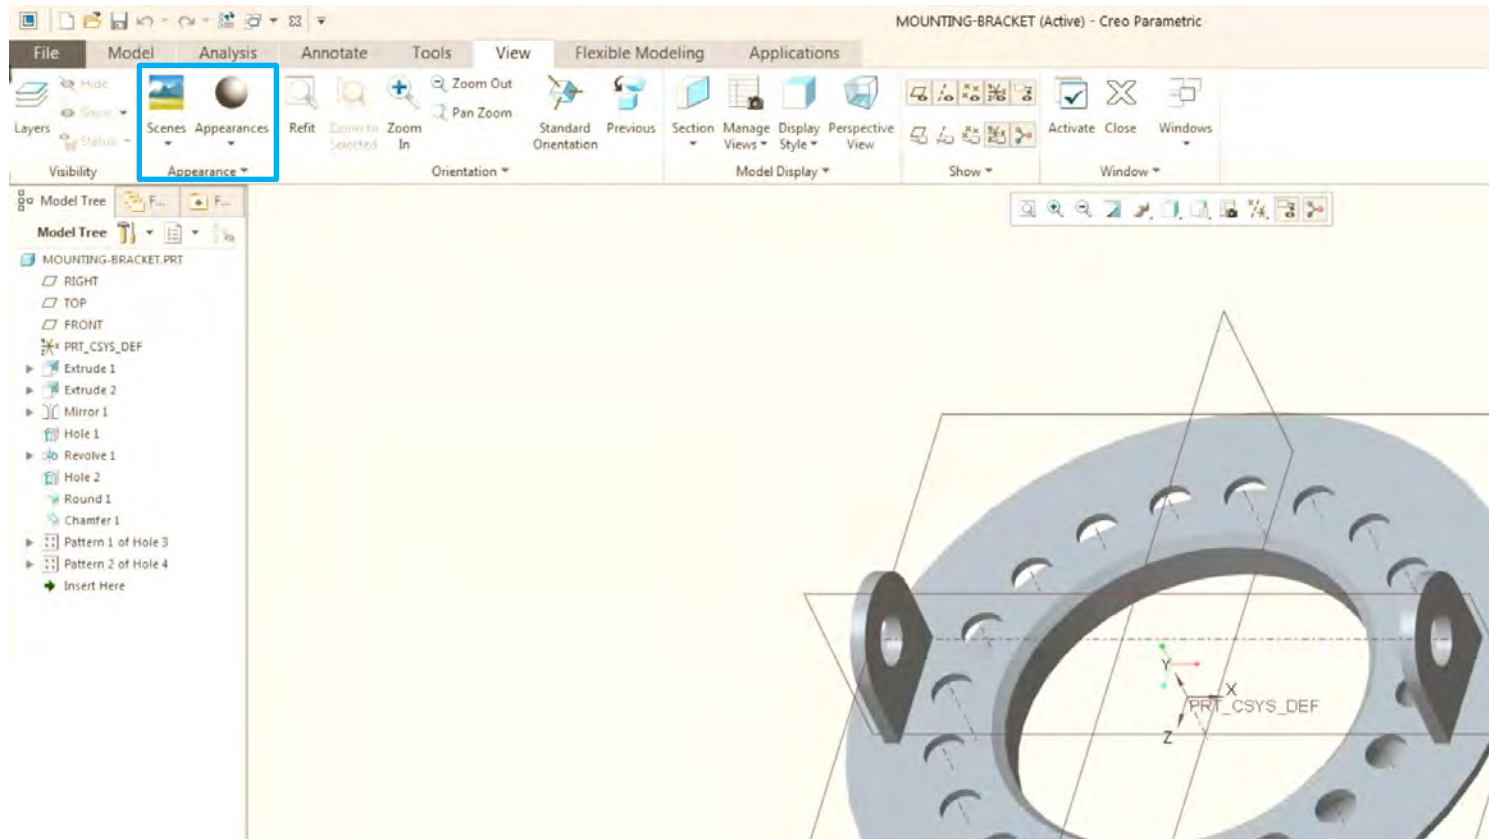 MOUNTING-BRACKET (Active) - Creo Parametric
File Model Analysis Annotate Tools View Flexible Modeling Applications
Layers
Hide
Show
Status
Visibility
Scenes Appearances
Appearance
Refit
Zoom to Selected
Zoom In
Zoom Out
Pan Zoom
Standard Orientation
Previous
Orientation
Section
Manage Views
Display Style
Perspective View
Model Display
Show
Activate Close Windows
Window
Model Tree F... F...
Model Tree
MOUNTING-BRACKET.PRT
RIGHT
TOP
FRONT
PRT_CSYS_DEF
Extrude 1
Extrude 2
Mirror 1
Hole 1
Revolve 1
Hole 2
Round 1
Chamfer 1
Pattern 1 of Hole 3
Pattern 2 of Hole 4
Insert Here
Y
X
PRT_CSYS_DEF
Z